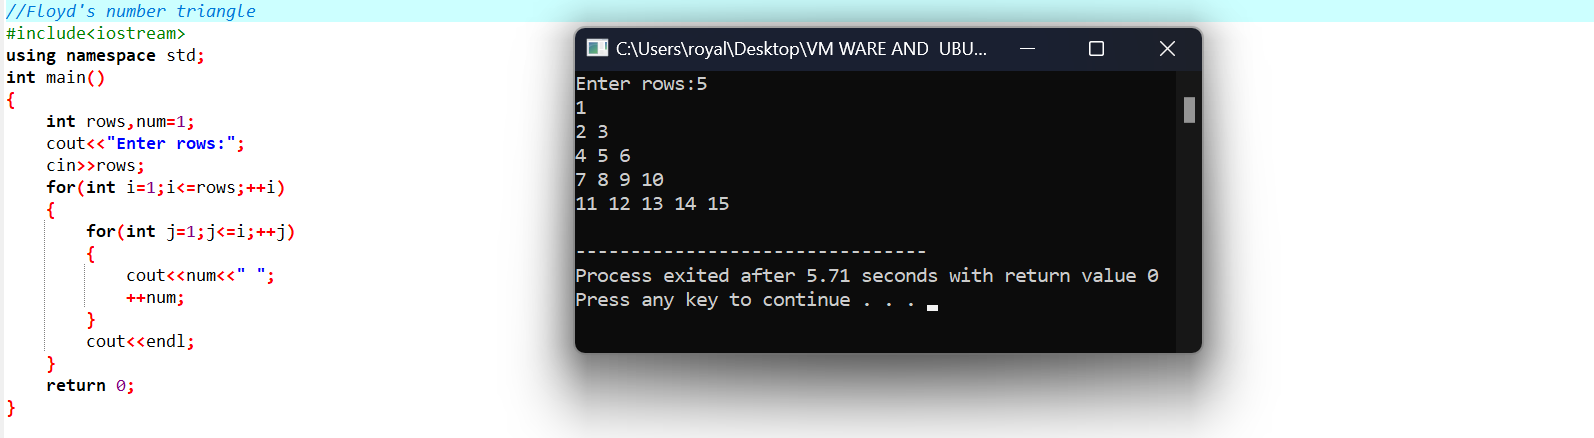 //Floyd's number triangle
#include<iostream>
using namespace std;
int main()
{
    int rows,num=1;
    cout<<"Enter rows:";
    cin>>rows;
    for(int i=1;i<=rows;++i)
    {
        for(int j=1;j<=i;++j)
        {
            cout<<num<<" ";
            ++num;
        }
        cout<<endl;
    }
    return 0;
}
C:\Users\royal\Desktop\VM WARE AND  UBU...
Enter rows:5
1
2 3
4 5 6
7 8 9 10
11 12 13 14 15
--------------------------------
Process exited after 5.71 seconds with return value 0
Press any key to continue . . .